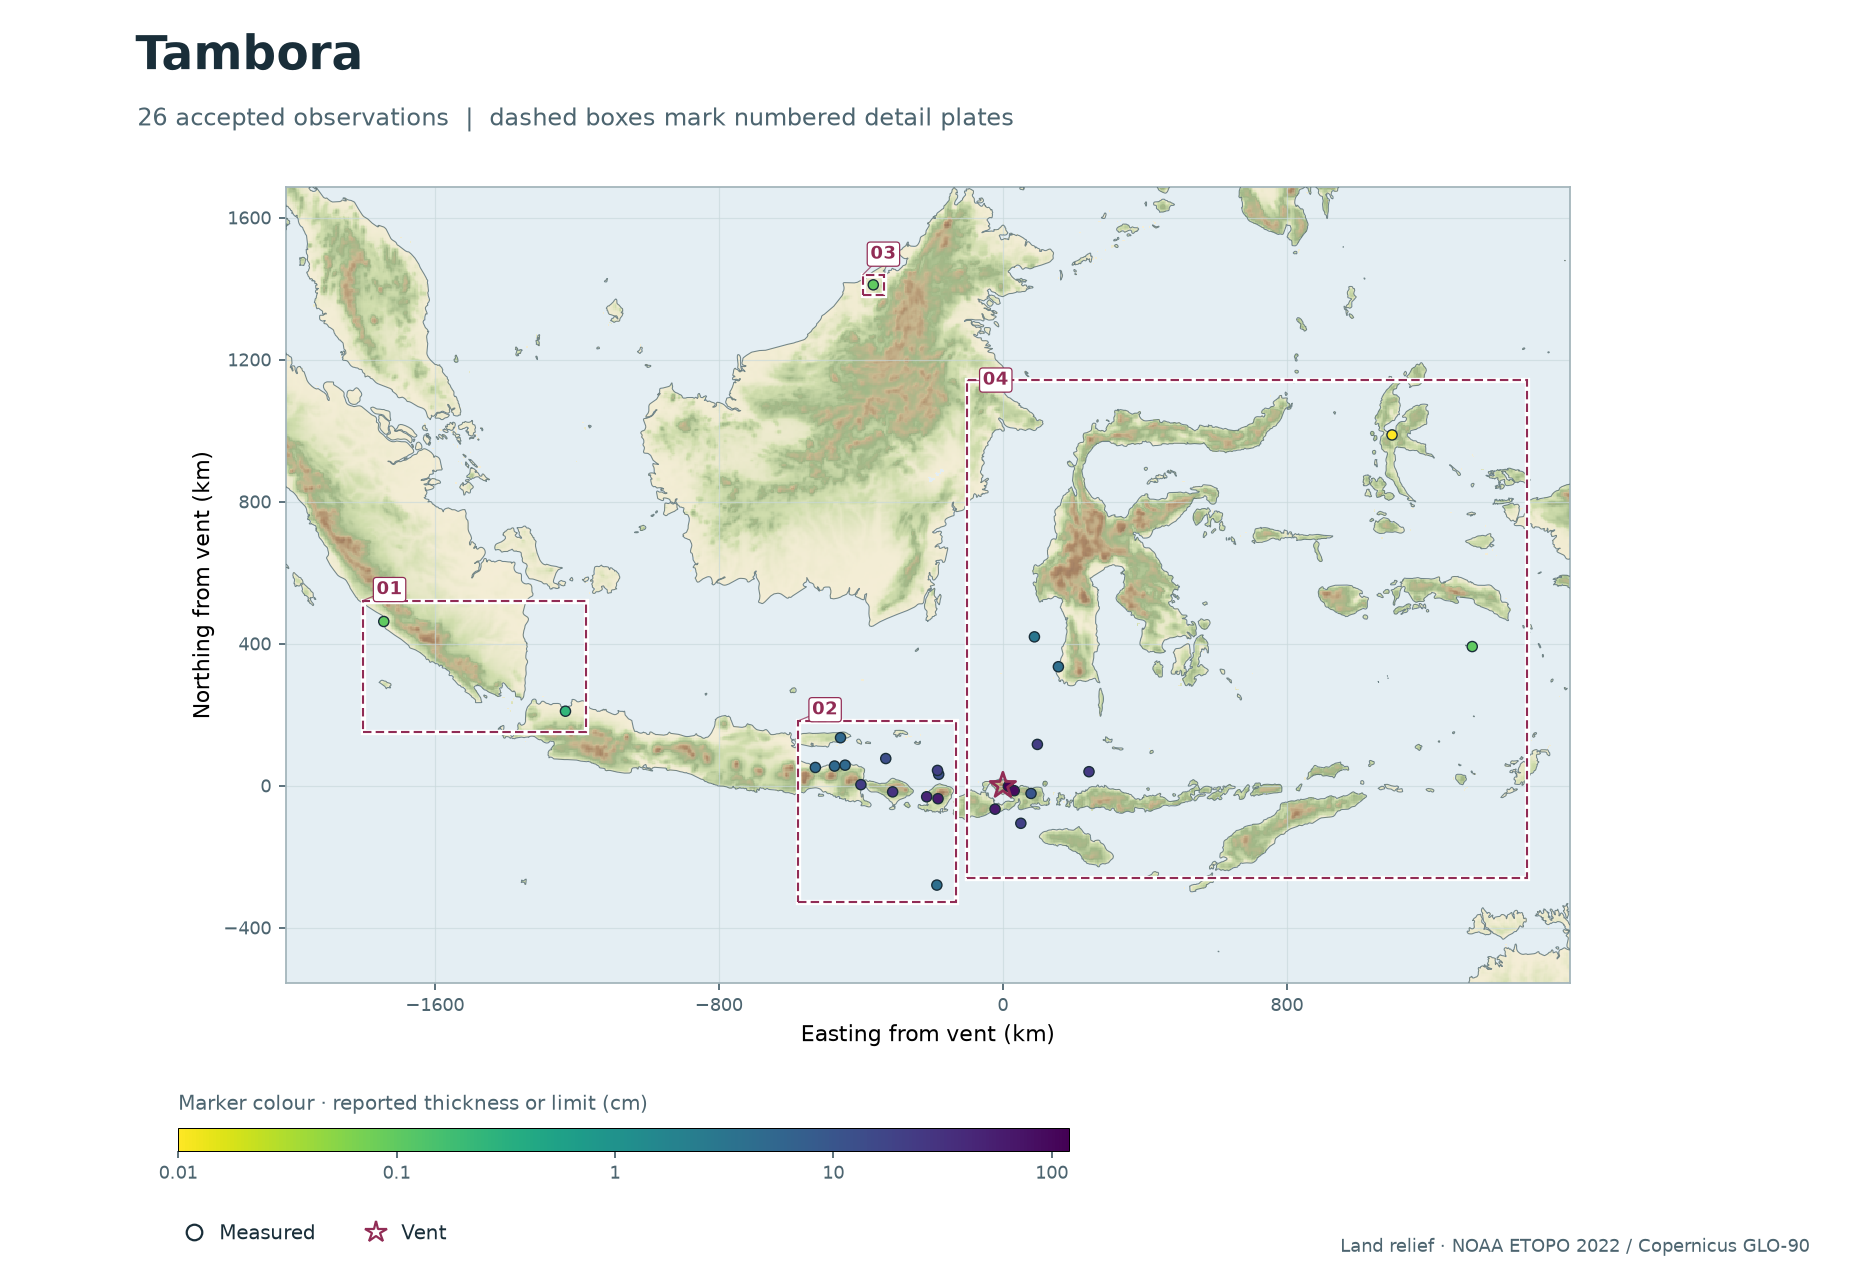 Tambora
26 accepted observations | dashed boxes mark numbered detail plates
1600
1200
800
400
0
−400
Northing from vent (km)
03
04
01
02
−1600
−800
0
800
Easting from vent (km)
Marker colour · reported thickness or limit (cm)
0.01
0.1
1
10
100
Measured
Vent
Land relief · NOAA ETOPO 2022 / Copernicus GLO-90